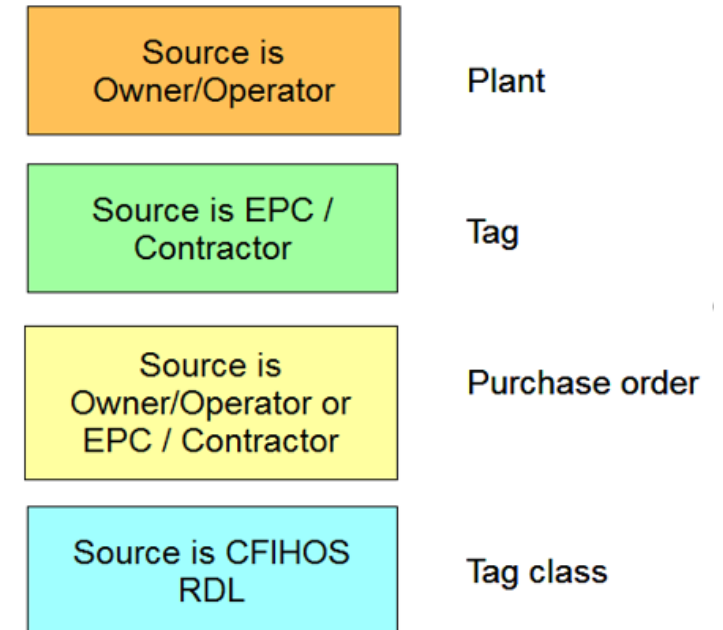 Source is
Owner/Operator
Plant
Source is EPC /
Contractor
Tag
Source is
Owner/Operator or
EPC / Contractor
Purchase order
Source is CFIHOS
RDL
Tag class